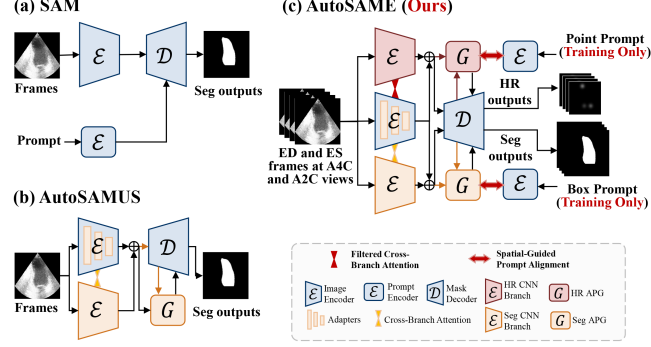 (a) SAM
ℰ
𝒟
Frames
Seg outputs
Prompt
ℰ
(b) AutoSAMUS
ℰ
𝒟
Frames
ℰ
G
Seg outputs
(c) AutoSAME (Ours)
ℰ
G
ℰ
Point Prompt
(Training Only)
HR
outputs
ℰ
𝒟
ED and ES
frames at A4C
and A2C views
Seg
outputs
ℰ
G
ℰ
Box Prompt
(Training Only)
Filtered Cross-
Branch Attention
Spatial-Guided
Prompt Alignment
ℰ Image
Encoder
ℰ Prompt
Encoder
𝒟 Mask
Decoder
ℰ HR CNN
Branch
G HR APG
Adapters
Cross-Branch Attention
ℰ Seg CNN
Branch
G Seg APG